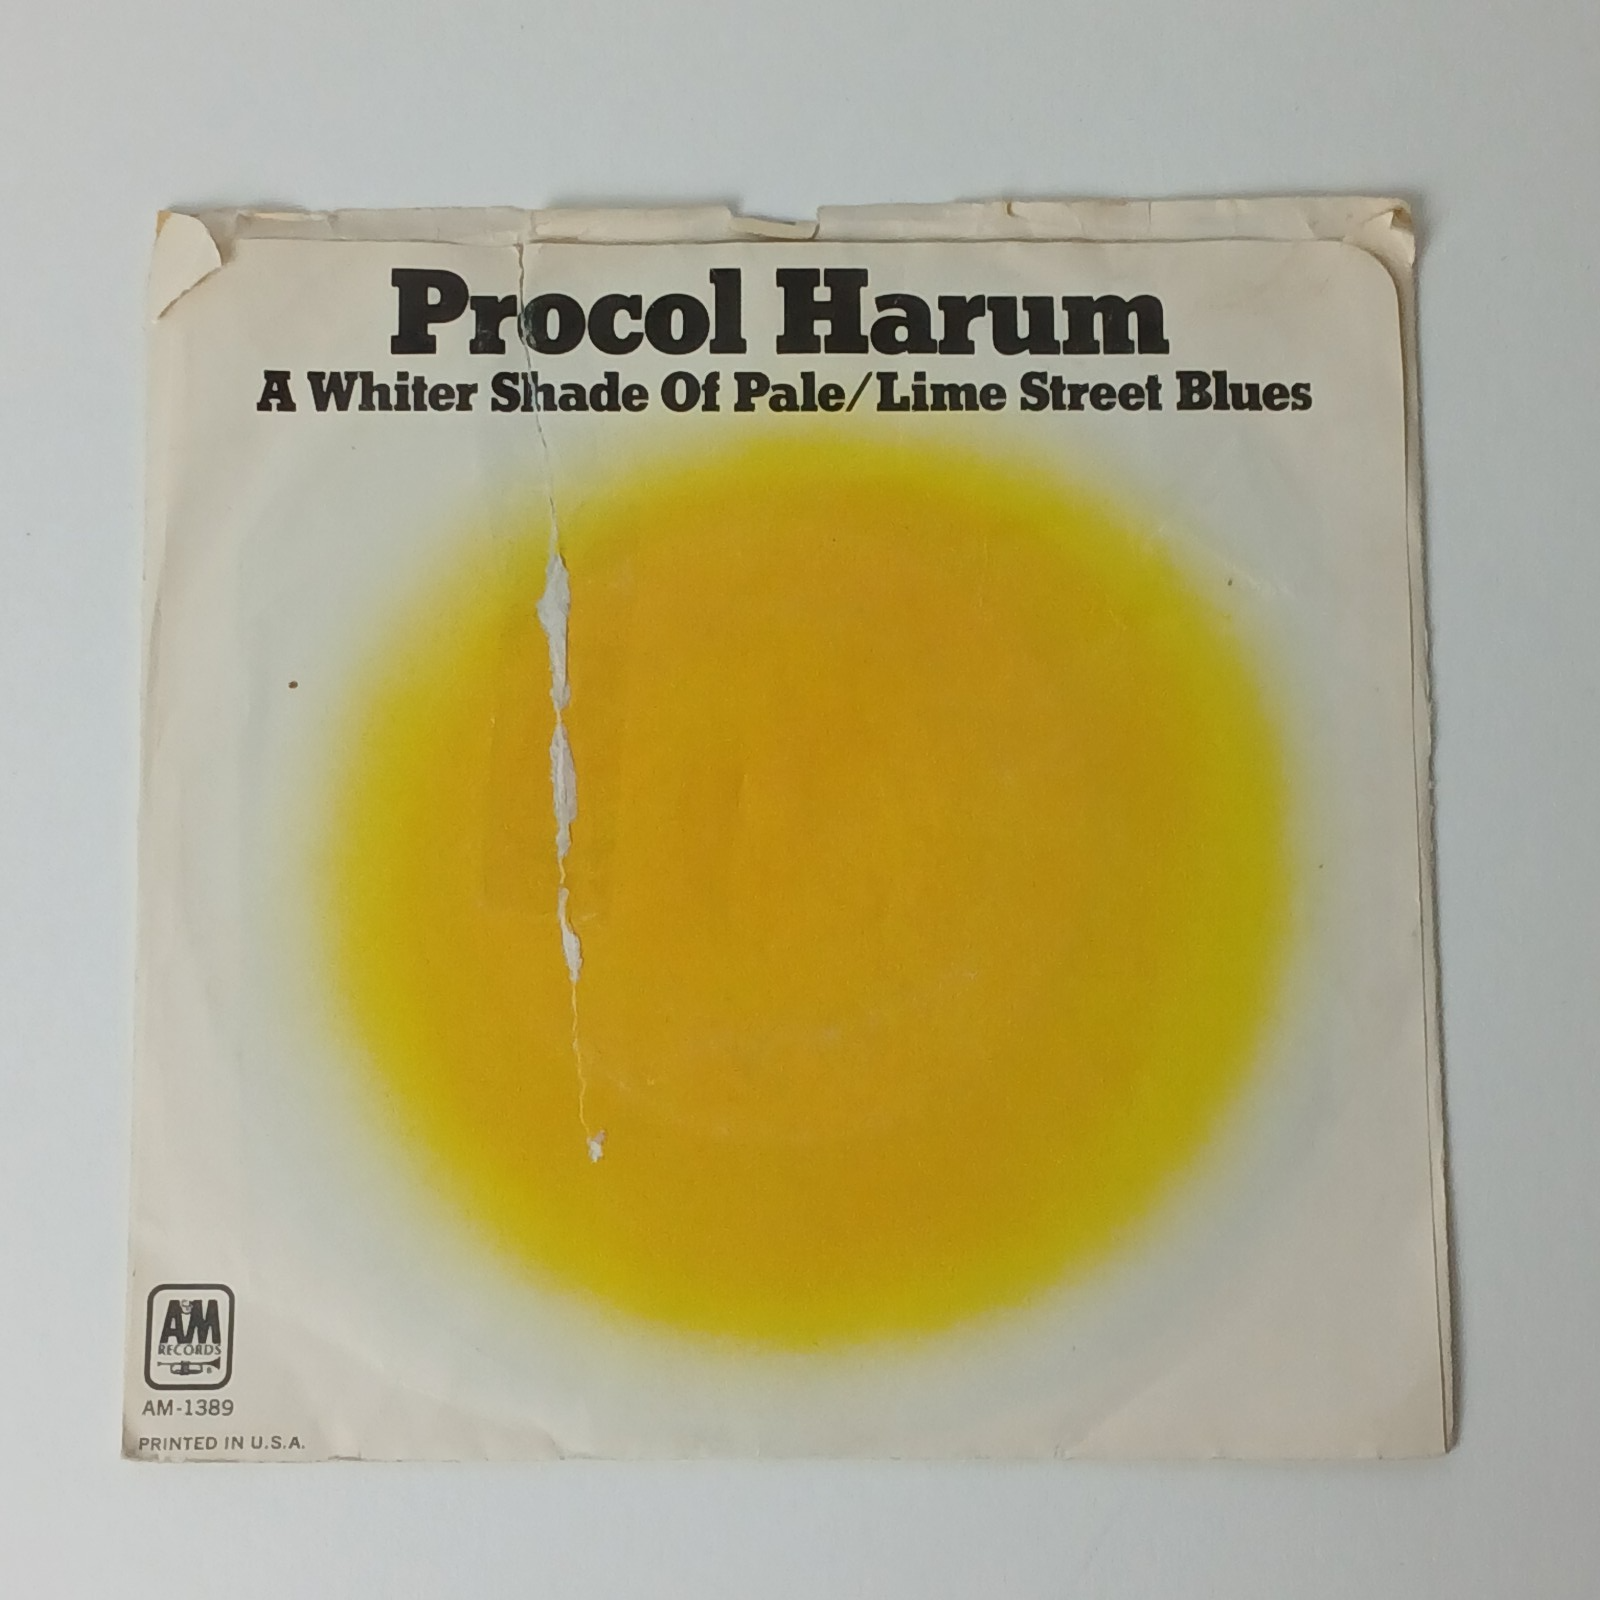 Procol Harum
A Whiter Shade Of Pale/Lime Street Blues
A&M
RECORDS
AM-1389
PRINTED IN U.S.A.